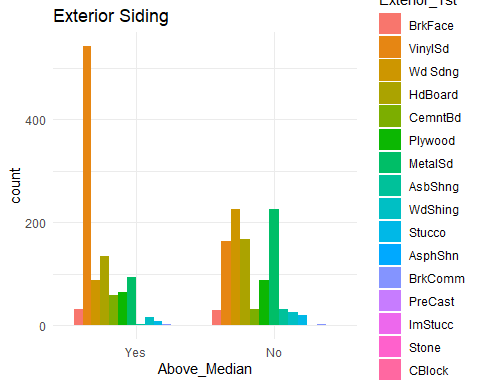 Exterior Siding
Exterior_1st
BrkFace
VinylSd
Wd Sdng
HdBoard
CemntBd
Plywood
MetalSd
AsbShng
WdShing
Stucco
AsphShn
BrkComm
PreCast
ImStucc
Stone
CBlock
400
200
0
count
Yes No
Above_Median